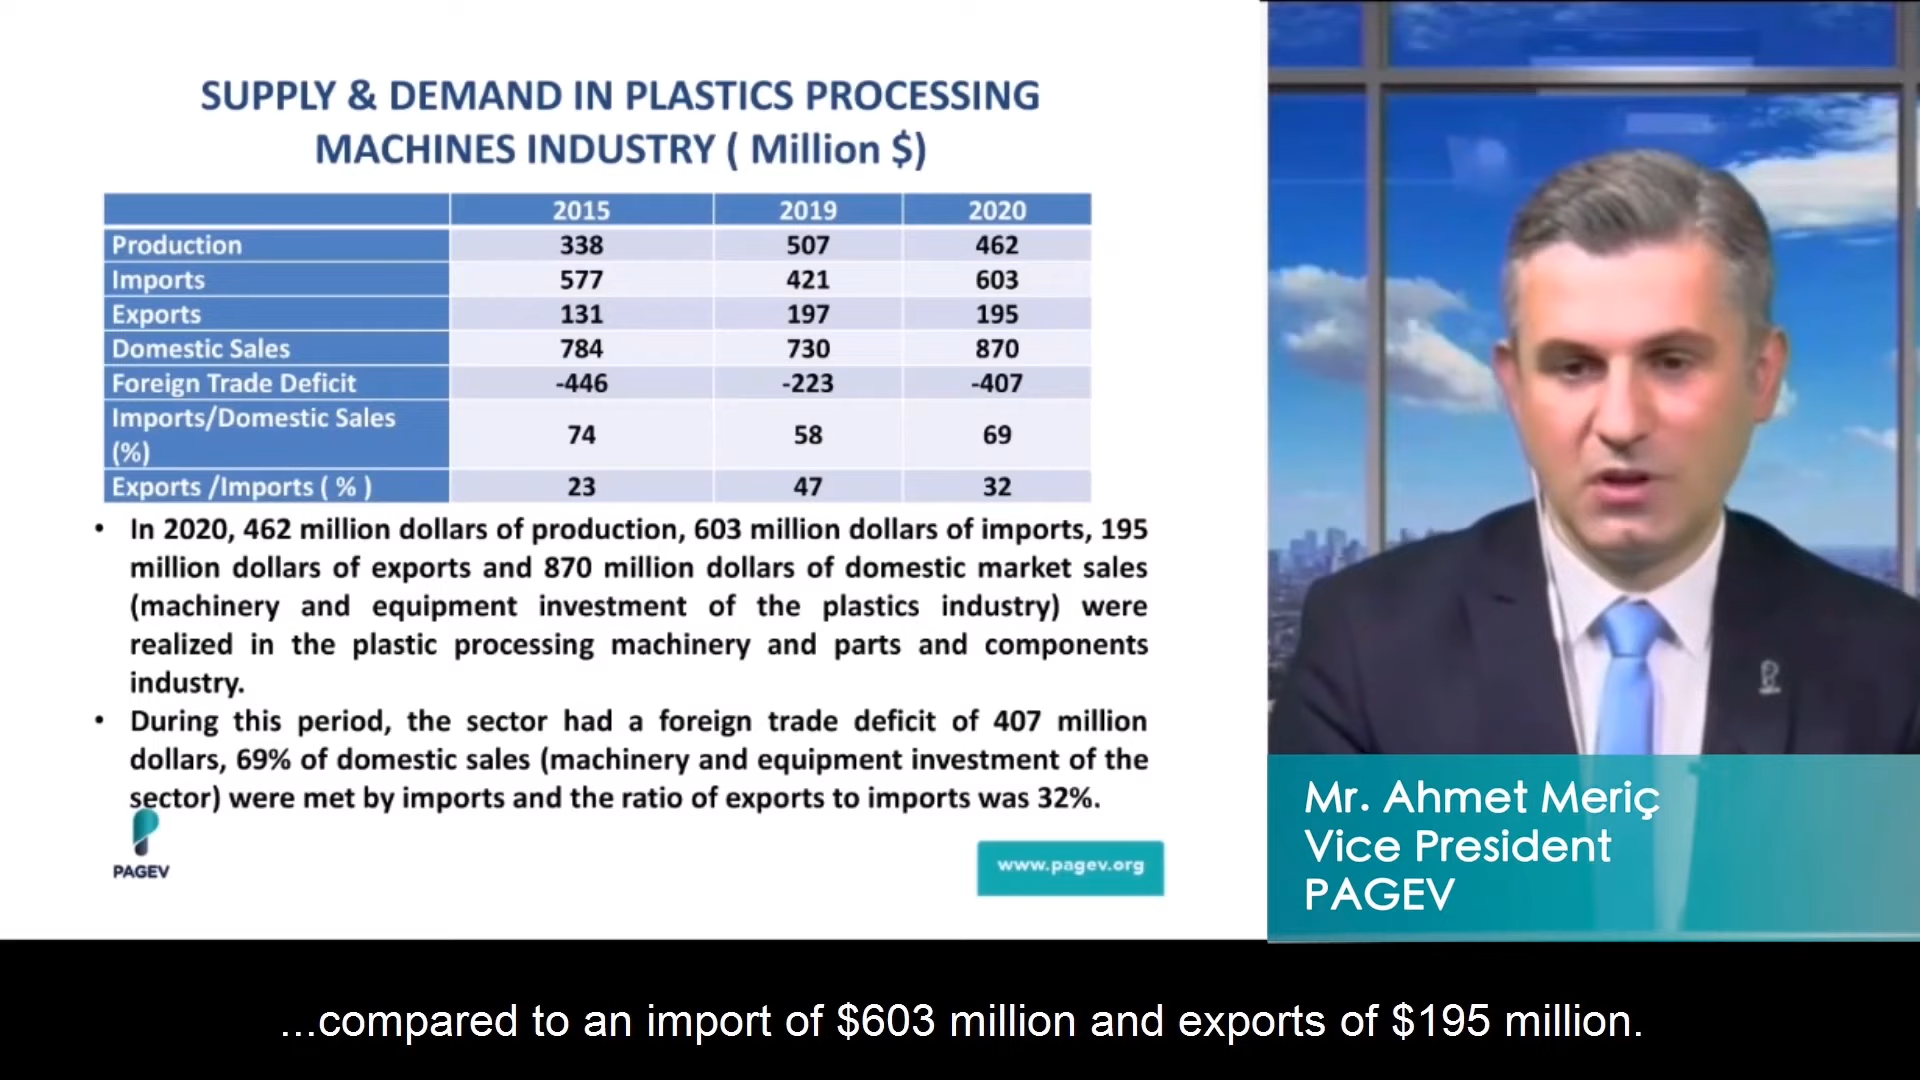 SUPPLY & DEMAND IN PLASTICS PROCESSING
MACHINES INDUSTRY ( Million $)
2015 2019 2020
Production 338 507 462
Imports 577 421 603
Exports 131 197 195
Domestic Sales 784 730 870
Foreign Trade Deficit -446 -223 -407
Imports/Domestic Sales
(%) 74 58 69
Exports /Imports ( % ) 23 47 32
• In 2020, 462 million dollars of production, 603 million dollars of imports, 195
million dollars of exports and 870 million dollars of domestic market sales
(machinery and equipment investment of the plastics industry) were
realized in the plastic processing machinery and parts and components
industry.
• During this period, the sector had a foreign trade deficit of 407 million
dollars, 69% of domestic sales (machinery and equipment investment of the
sector) were met by imports and the ratio of exports to imports was 32%.
PAGEV
www.pagev.org
Mr. Ahmet Meriç
Vice President
PAGEV
...compared to an import of $603 million and exports of $195 million.